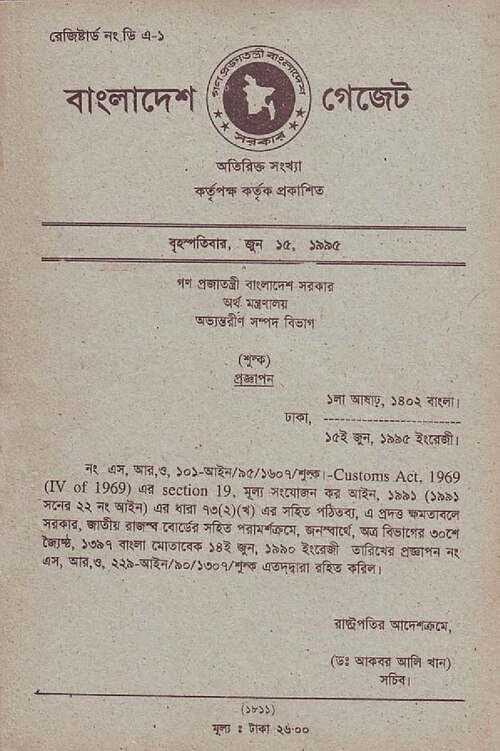 রেজিষ্টার্ড নং ডি এ-১
বাংলাদেশ গেজেট
গণ প্রজাতন্ত্রী বাংলাদেশ
সরকার
অতিরিক্ত সংখ্যা
কর্তৃপক্ষ কর্তৃক প্রকাশিত
বৃহস্পতিবার, জুন ১৫, ১৯৯৫
গণ প্রজাতন্ত্রী বাংলাদেশ সরকার
অর্থ মন্ত্রণালয়
অভ্যন্তরীণ সম্পদ বিভাগ
(শুল্ক)
প্রজ্ঞাপন
১লা আষাঢ়, ১৪০২ বাংলা।
ঢাকা,
১৫ই জুন, ১৯৯৫ ইংরেজী।
নং এস, আর,ও, ১০১-আইন/৯৫/১৬০৭/শুল্ক।-Customs Act, 1969
(IV of 1969) এর section 19, মূল্য সংযোজন কর আইন, ১৯৯১ (১৯৯১
সনের ২২ নং আইন) এর ধারা ৭৩(২)(খ) এর সহিত পঠিতব্য, এ প্রদত্ত ক্ষমতাবলে
সরকার, জাতীয় রাজস্ব বোর্ডের সহিত পরামর্শক্রমে, জনস্বার্থে, অত্র বিভাগের ৩০শে
জ্যৈষ্ঠ, ১৩৯৭ বাংলা মোতাবেক ১৪ই জুন, ১৯৯০ ইংরেজী তারিখের প্রজ্ঞাপন নং
এস, আর,ও, ২২৯-আইন/৯০/১৩০৭/শুল্ক এতদ্দ্বারা রহিত করিল।
রাষ্ট্রপতির আদেশক্রমে,
(ডঃ আকবর আলি খান)
সচিব।
(১৮১১)
মূল্য : টাকা ২৬·০০